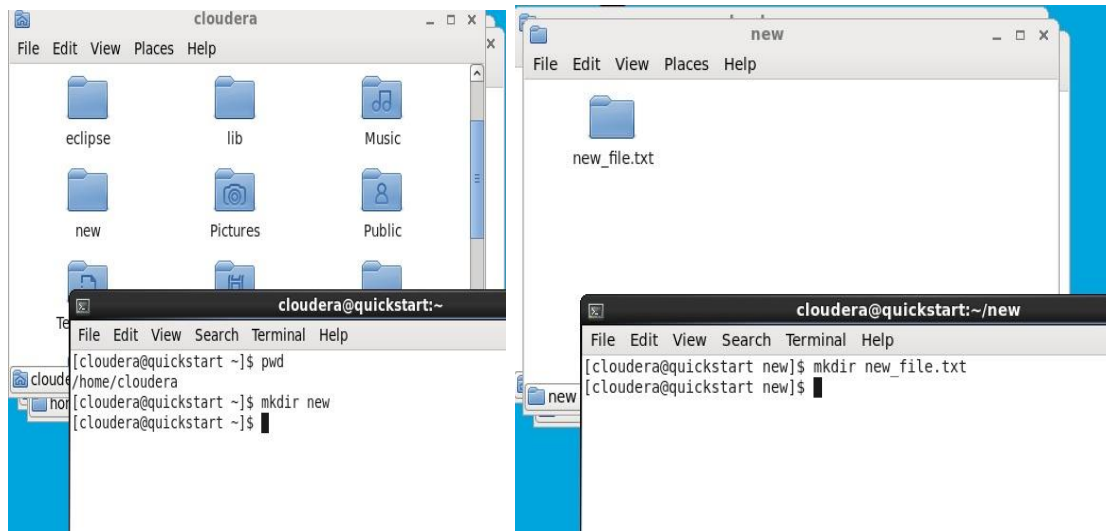 cloudera
File Edit View Places Help
eclipse lib Music
new Pictures Public
cloudera@quickstart:~
File Edit View Search Terminal Help
[cloudera@quickstart ~]$ pwd
/home/cloudera
[cloudera@quickstart ~]$ mkdir new
[cloudera@quickstart ~]$
new
File Edit View Places Help
new_file.txt
cloudera@quickstart:~/new
File Edit View Search Terminal Help
[cloudera@quickstart new]$ mkdir new_file.txt
[cloudera@quickstart new]$
new